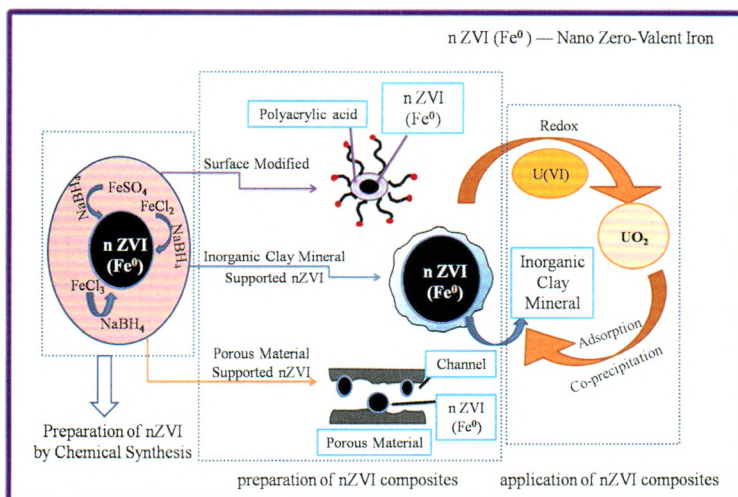 n ZVI (Fe⁰) — Nano Zero-Valent Iron
NaBH₄
FeSO₄
FeCl₂
NaBH₄
n ZVI
(Fe⁰)
FeCl₃
NaBH₄
Preparation of nZVI
by Chemical Synthesis
Surface Modified
Inorganic Clay Mineral
Supported nZVI
Porous Material
Supported nZVI
Polyacrylic acid
n ZVI
(Fe⁰)
n ZVI
(Fe⁰)
Channel
n ZVI
(Fe⁰)
Porous Material
preparation of nZVI composites
Redox
U(VI)
UO₂
Inorganic
Clay
Mineral
Adsorption
Co-precipitation
application of nZVI composites